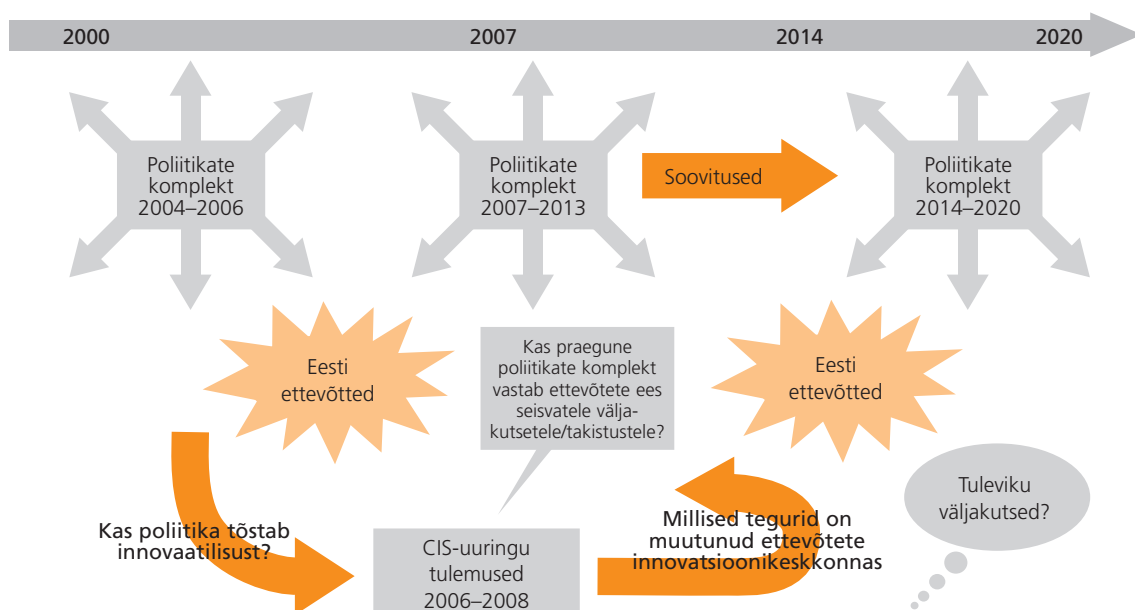 2000 2007 2014 2020
Poliitikate
komplekt
2004–2006
Poliitikate
komplekt
2007–2013
Soovitused
Poliitikate
komplekt
2014–2020
Eesti
ettevõtted
Kas praegune
poliitikate komplekt
vastab ettevõtete ees
seisvatele välja-
kutsetele/takistustele?
Eesti
ettevõtted
Kas poliitika tõstab
innovaatilisust?
CIS-uuringu
tulemused
2006–2008
Millised tegurid on
muutunud ettevõtete
innovatsioonikeskkonnas
Tuleviku
väljakutsed?